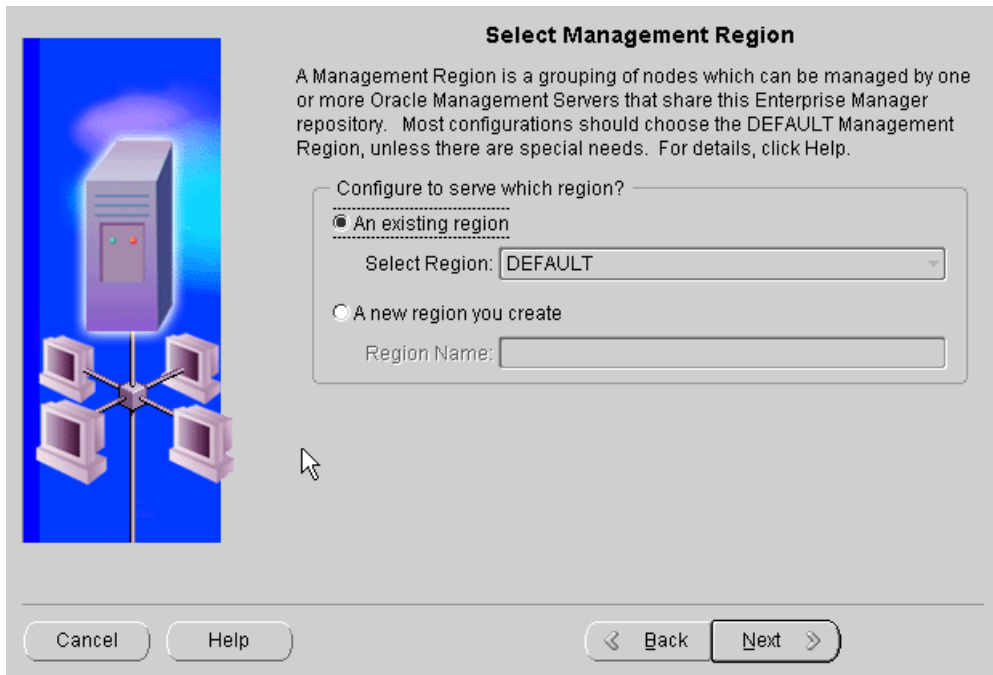 Select Management Region
A Management Region is a grouping of nodes which can be managed by one
or more Oracle Management Servers that share this Enterprise Manager
repository. Most configurations should choose the DEFAULT Management
Region, unless there are special needs. For details, click Help.
Configure to serve which region?
An existing region
Select Region: DEFAULT
A new region you create
Region Name:
Cancel Help Back Next